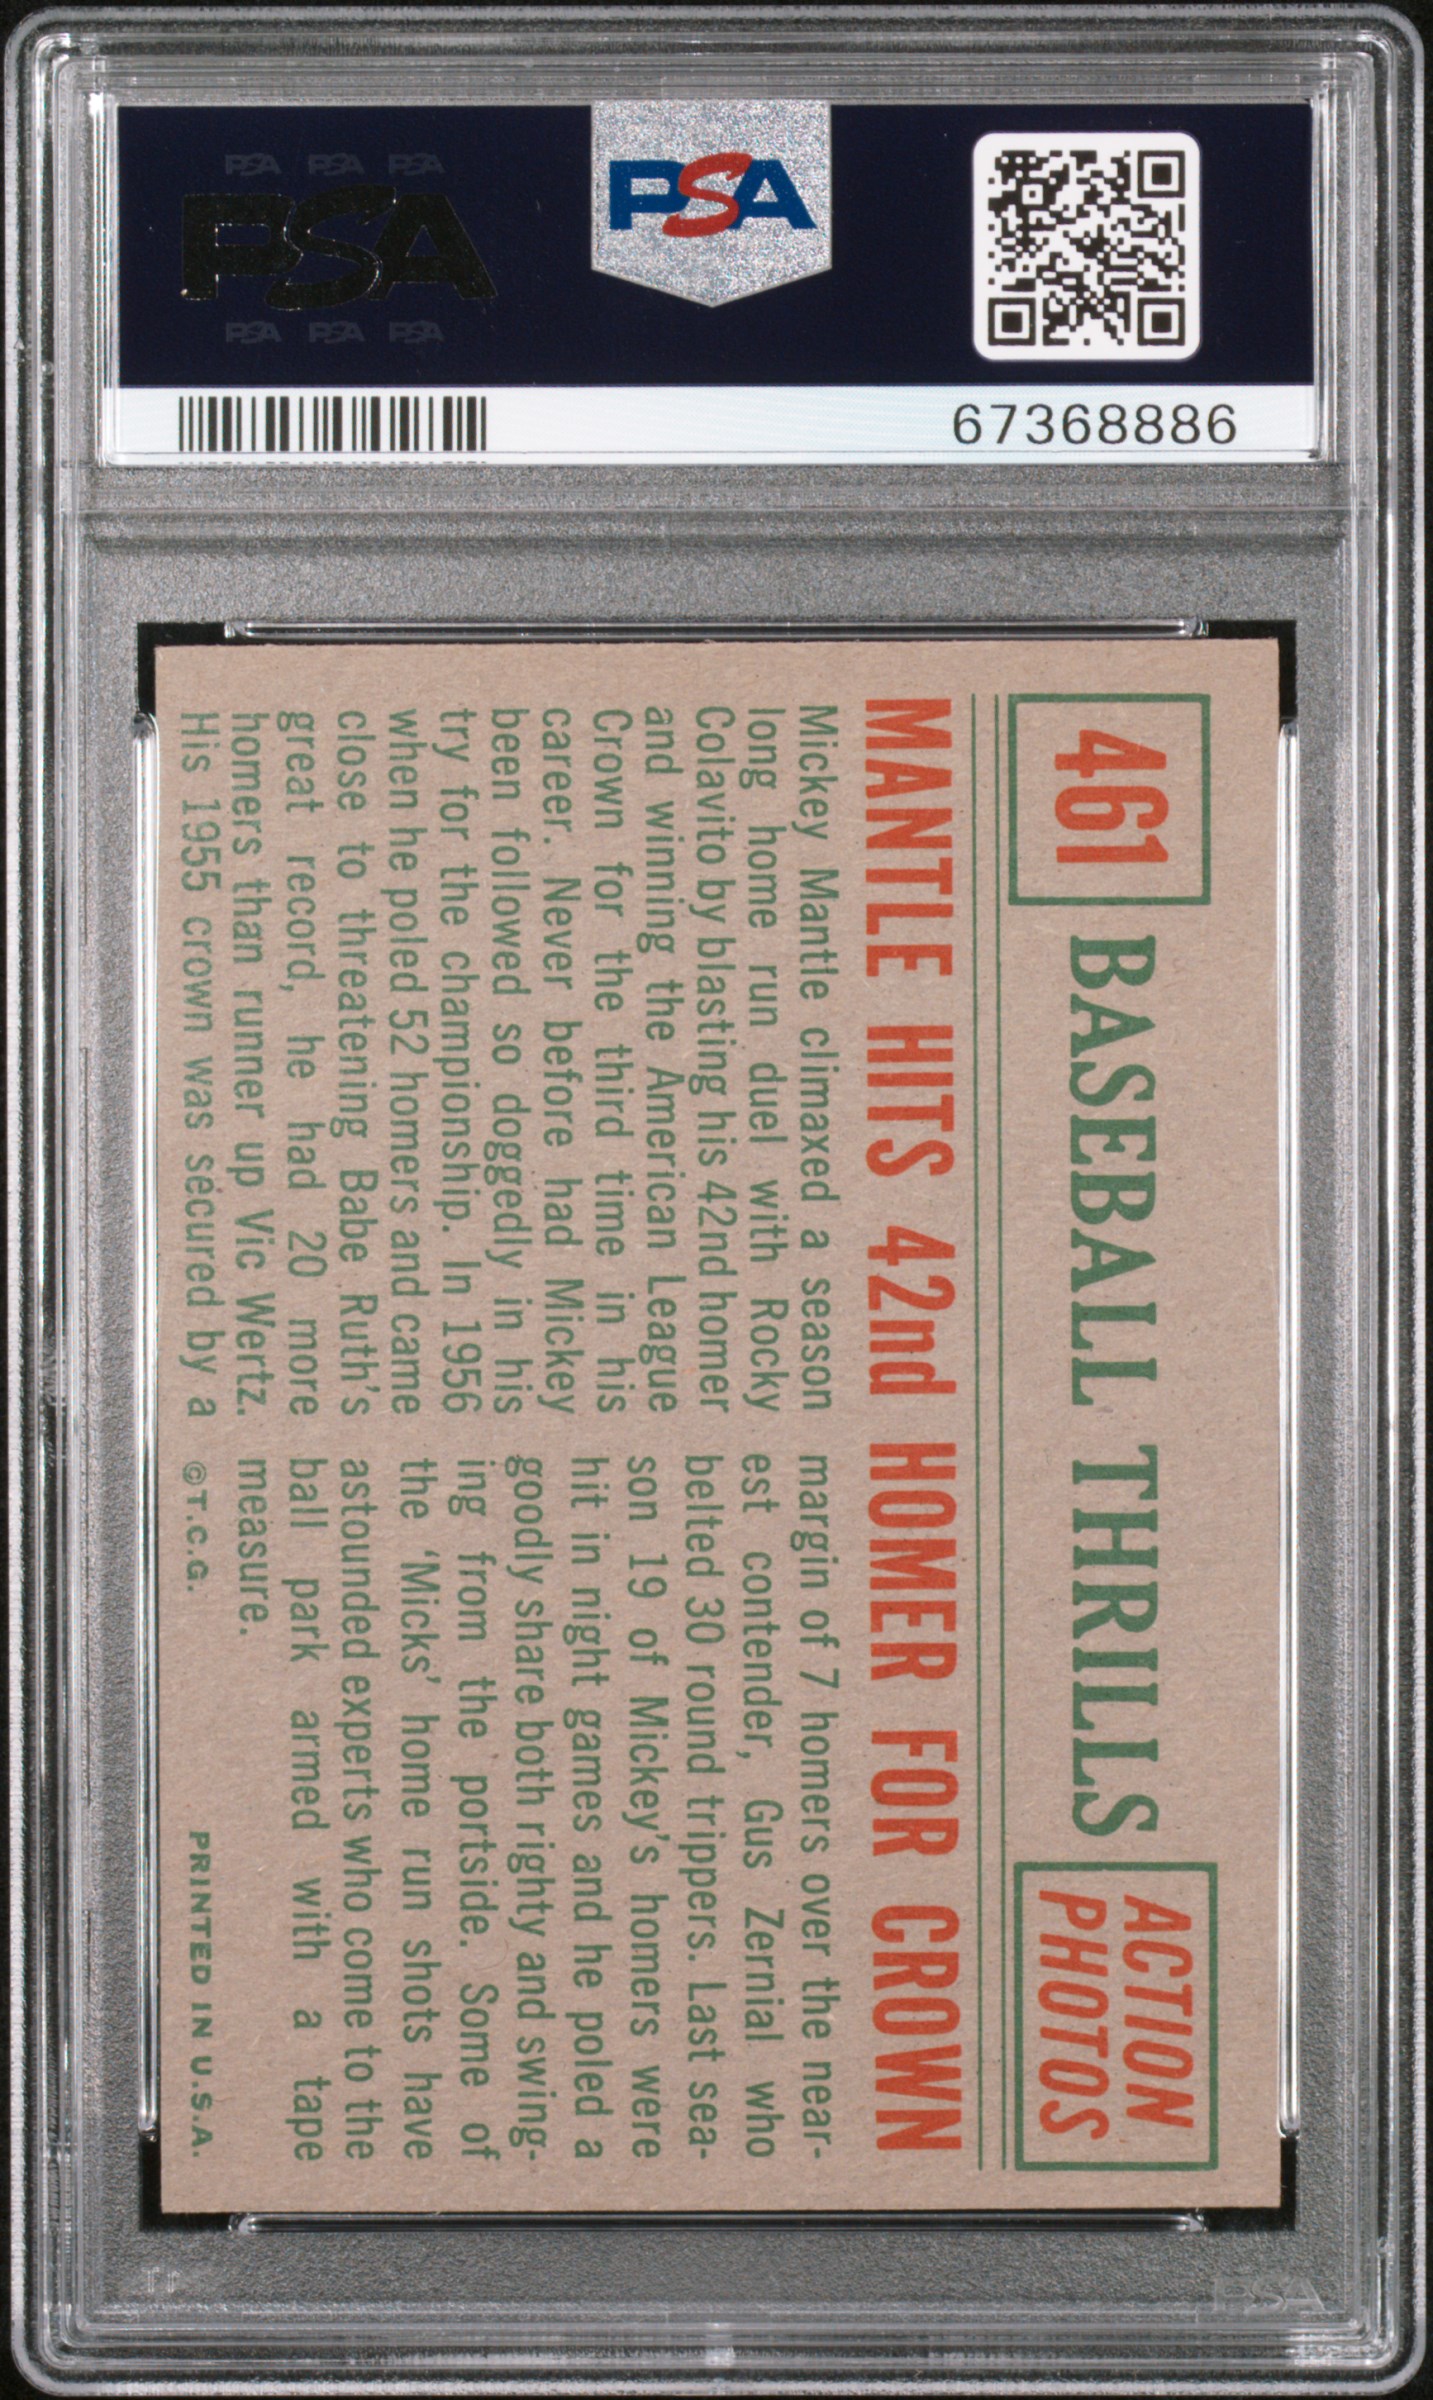 PSA PSA PSA
PSA
PSA PSA PSA
PSA
67368886
461
BASEBALL THRILLS
ACTION
PHOTOS
MANTLE HITS 42nd HOMER FOR CROWN
Mickey Mantle climaxed a season
long home run duel with Rocky
Colavito by blasting his 42nd homer
and winning the American League
Crown for the third time in his
career. Never before had Mickey
been followed so doggedly in his
try for the championship. In 1956
when he poled 52 homers and came
close to threatening Babe Ruth's
great record, he had 20 more
homers than runner up Vic Wertz.
His 1955 crown was secured by a
margin of 7 homers over the near-
est contender, Gus Zernial who
belted 30 round trippers. Last sea-
son 19 of Mickey's homers were
hit in night games and he poled a
goodly share both righty and swing-
ing from the portside. Some of
the 'Micks' home run shots have
astounded experts who come to the
ball park armed with a tape
measure.
©T.C.G.
PRINTED IN U.S.A.
PSA